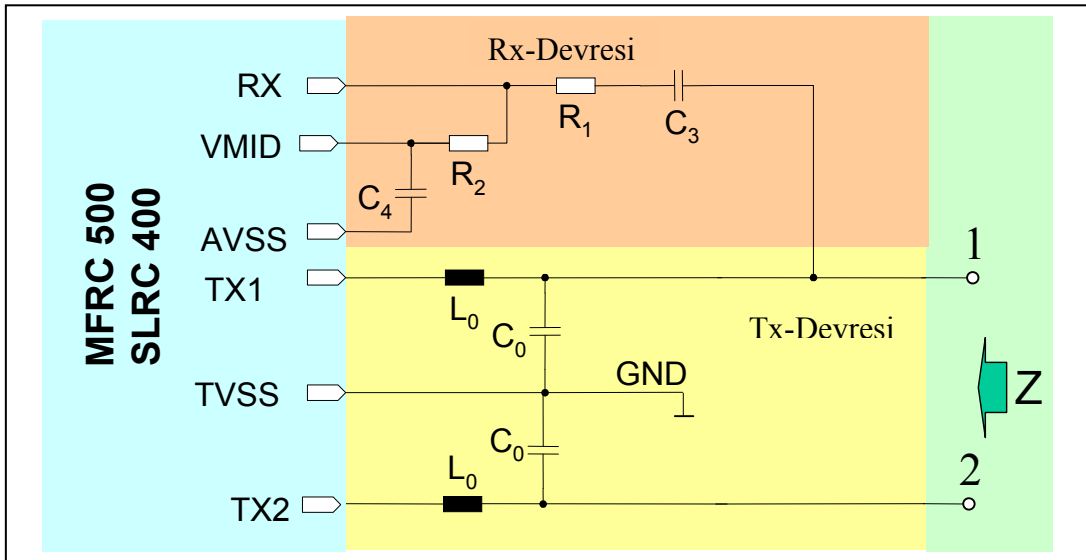 Rx-Devresi
RX
R₁
C₃
VMID
R₂
C₄
AVSS
MFRC 500
SLRC 400
TX1
L₀
1
C₀
Tx-Devresi
TVSS
GND
Z
C₀
L₀
2
TX2